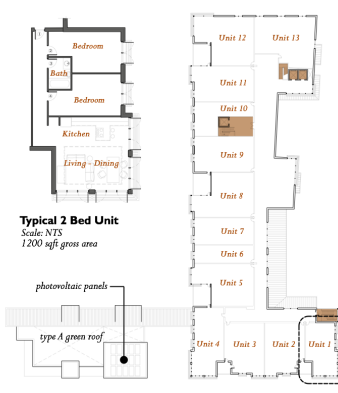 Bedroom
Bath
Bedroom
Kitchen
Living - Dining
Typical 2 Bed Unit
Scale: NTS
1200 sqft gross area
photovoltaic panels
type A green roof
Unit 12
Unit 13
Unit 11
Unit 10
Unit 9
Unit 8
Unit 7
Unit 6
Unit 5
Unit 4
Unit 3
Unit 2
Unit 1